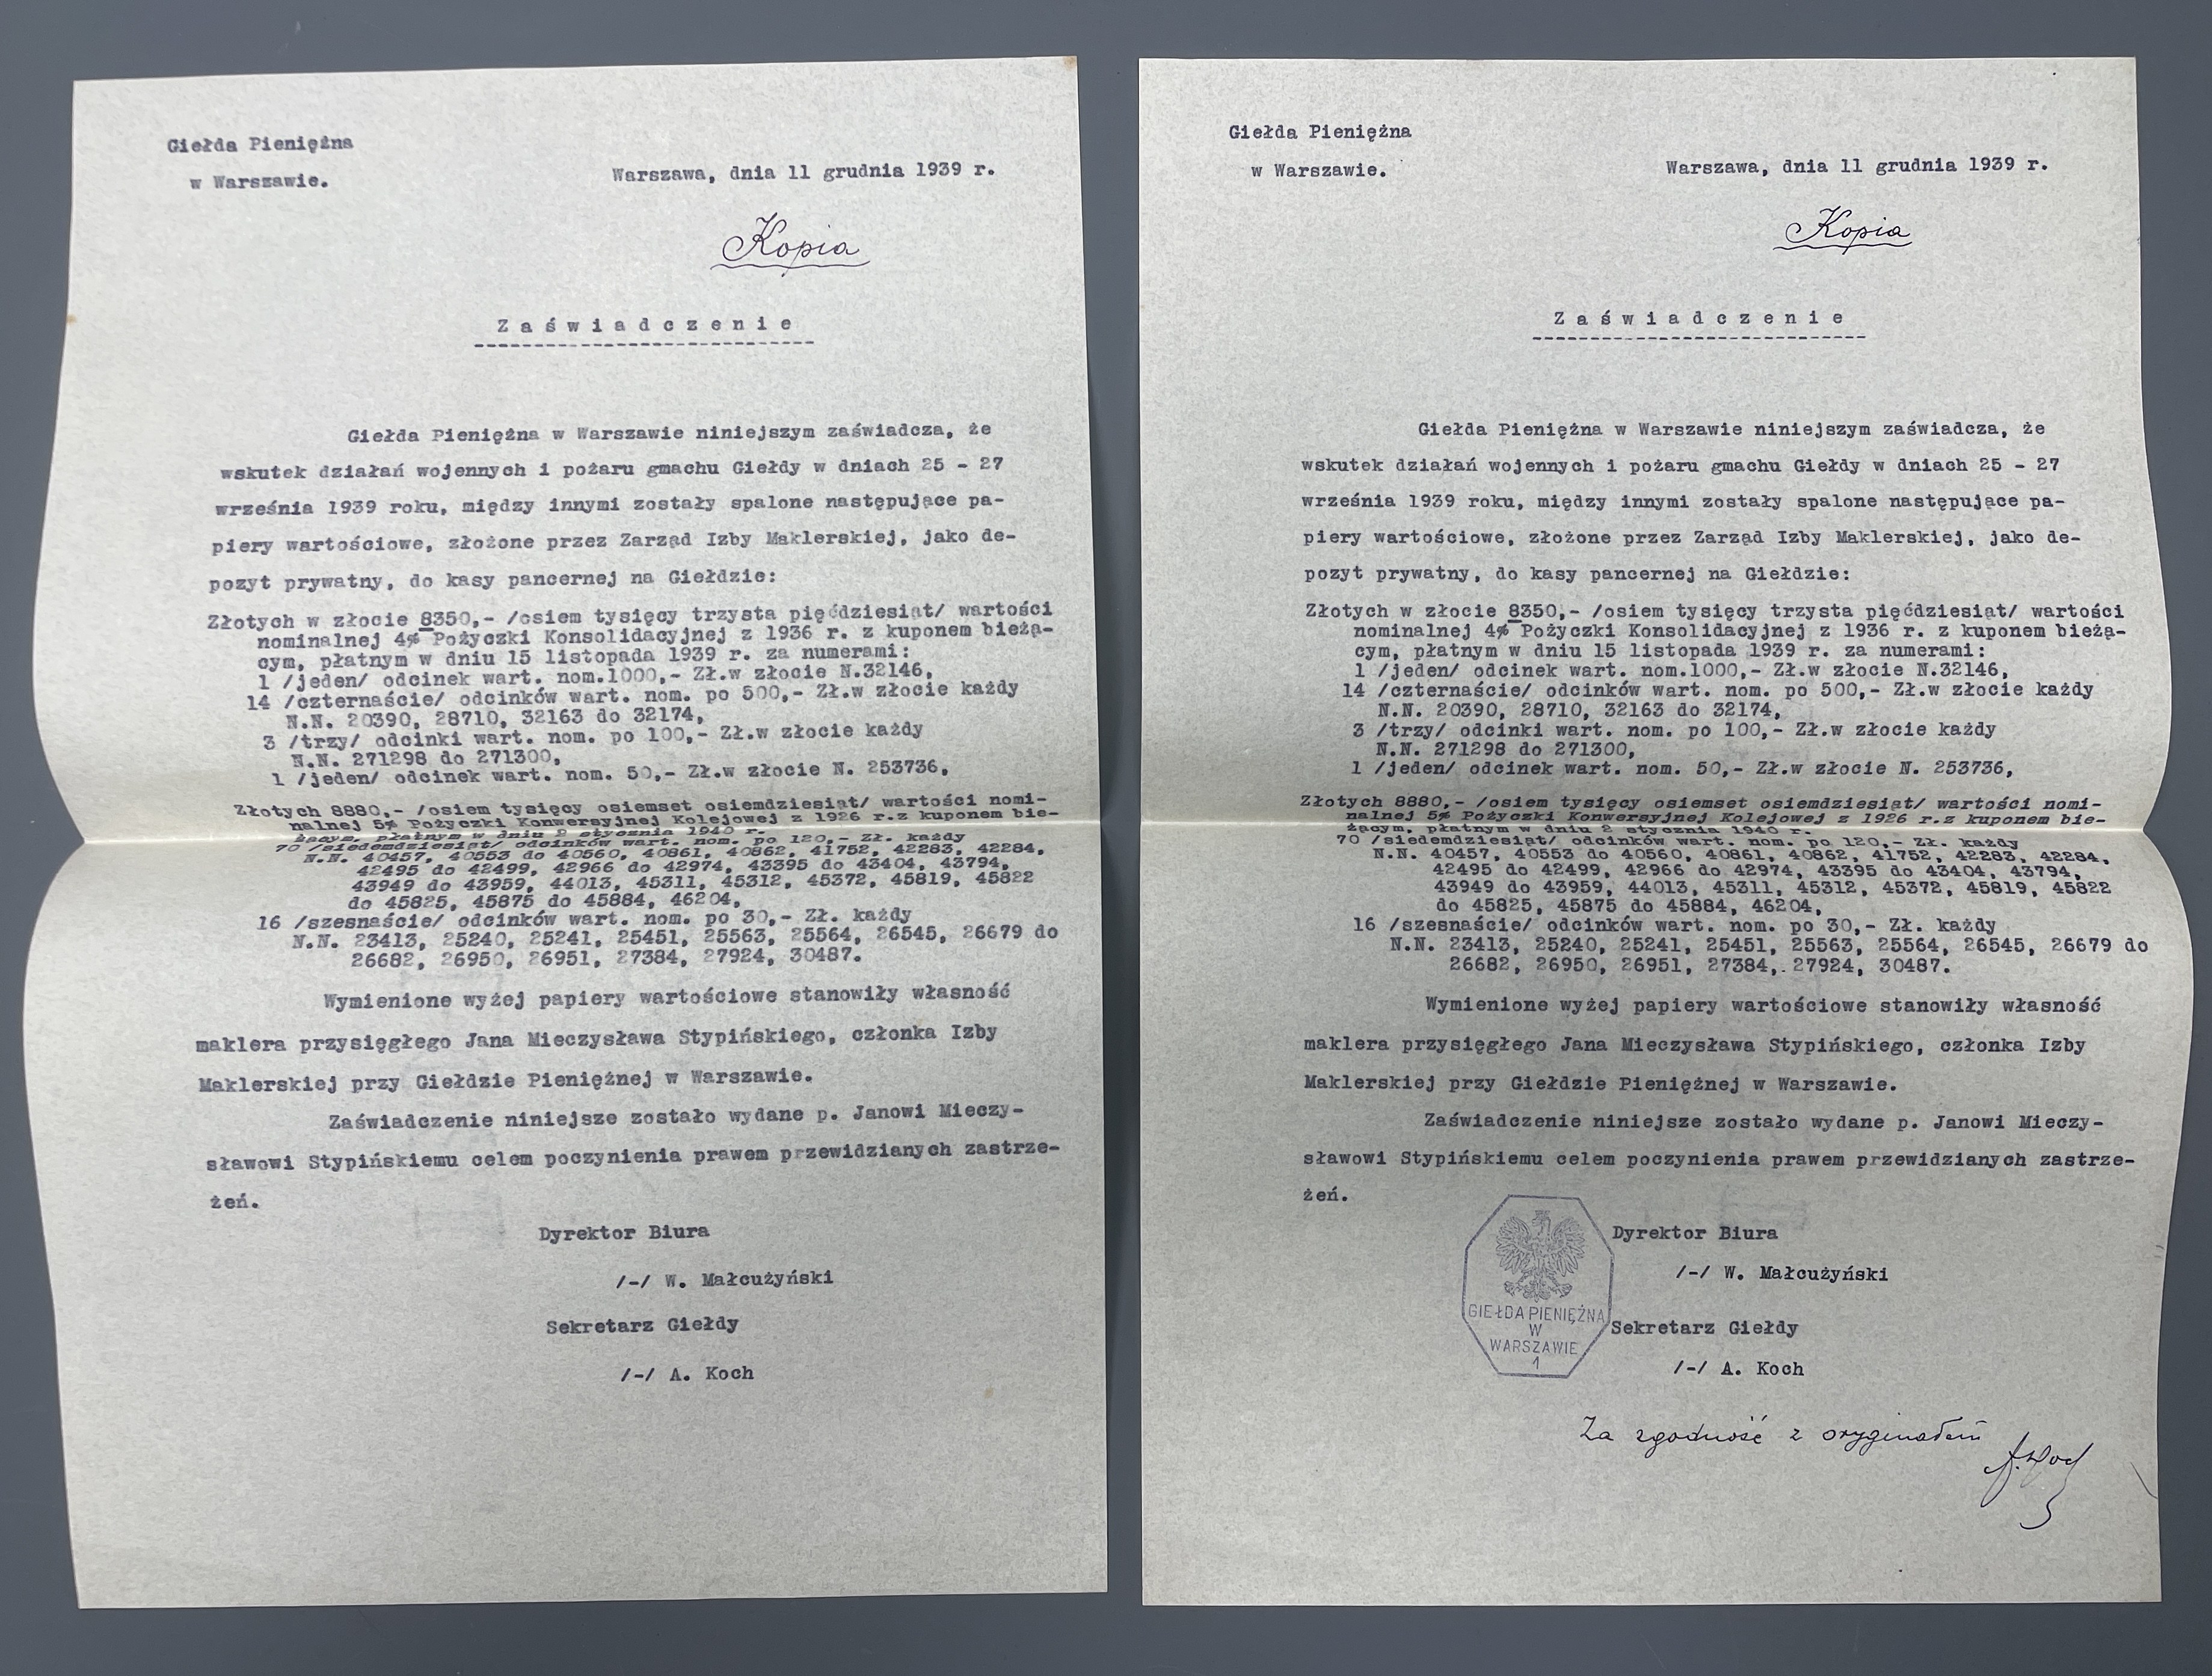 Giełda Pieniężna
w Warszawie.
Warszawa, dnia 11 grudnia 1939 r.
Kopia
Zaświadczenie
Giełda Pieniężna w Warszawie niniejszym zaświadcza, że
wskutek działań wojennych i pożaru gmachu Giełdy w dniach 25 - 27
września 1939 roku, między innymi zostały spalone następujące pa-
piery wartościowe, złożone przez Zarząd Izby Maklerskiej, jako de-
pozyt prywatny, do kasy pancernej na Giełdzie:
Złotych w złocie 8350,- /osiem tysięcy trzysta pięćdziesiąt/ wartości
nominalnej 4% Pożyczki Konsolidacyjnej z 1936 r. z kuponem bieżą-
cym, płatnym w dniu 15 listopada 1939 r. za numerami:
1 /jeden/ odcinek wart. nom.1000,- Zł.w złocie N.32146,
14 /czternaście/ odcinków wart. nom. po 500,- Zł.w złocie każdy
N.N. 20390, 28710, 32163 do 32174,
3 /trzy/ odcinki wart. nom. po 100,- Zł.w złocie każdy
N.N. 271298 do 271300,
1 /jeden/ odcinek wart. nom. 50,- Zł.w złocie N. 253736,
Złotych 8880,- /osiem tysięcy osiemset osiemdziesiąt/ wartości nomi-
nalnej 5% Pożyczki Konwersyjnej Kolejowej z 1926 r.z kuponem bie-
żącym, płatnym w dniu 2 stycznia 1940 r.
70 /siedemdziesiąt/ odcinków wart. nom. po 120,- Zł. każdy
N.N. 40457, 40553 do 40560, 40861, 40862, 41752, 42283, 42284,
42495 do 42499, 42966 do 42974, 43395 do 43404, 43794,
43949 do 43959, 44013, 45311, 45312, 45372, 45819, 45822
do 45825, 45875 do 45884, 46204,
16 /szesnaście/ odcinków wart. nom. po 30,- Zł. każdy
N.N. 23413, 25240, 25241, 25451, 25563, 25564, 26545, 26679 do
26682, 26950, 26951, 27384, 27924, 30487.
Wymienione wyżej papiery wartościowe stanowiły własność
maklera przysięgłego Jana Mieczysława Stypińskiego, członka Izby
Maklerskiej przy Giełdzie Pieniężnej w Warszawie.
Zaświadczenie niniejsze zostało wydane p. Janowi Mieczy-
sławowi Stypińskiemu celem poczynienia prawem przewidzianych zastrze-
żeń.
Dyrektor Biura
/-/ W. Małcużyński
Sekretarz Giełdy
/-/ A. Koch
Giełda Pieniężna
w Warszawie.
Warszawa, dnia 11 grudnia 1939 r.
Kopia
Zaświadczenie
Giełda Pieniężna w Warszawie niniejszym zaświadcza, że
wskutek działań wojennych i pożaru gmachu Giełdy w dniach 25 - 27
września 1939 roku, między innymi zostały spalone następujące pa-
piery wartościowe, złożone przez Zarząd Izby Maklerskiej, jako de-
pozyt prywatny, do kasy pancernej na Giełdzie:
Złotych w złocie 8350,- /osiem tysięcy trzysta pięćdziesiąt/ wartości
nominalnej 4% Pożyczki Konsolidacyjnej z 1936 r. z kuponem bieżą-
cym, płatnym w dniu 15 listopada 1939 r. za numerami:
1 /jeden/ odcinek wart. nom.1000,- Zł.w złocie N.32146,
14 /czternaście/ odcinków wart. nom. po 500,- Zł.w złocie każdy
N.N. 20390, 28710, 32163 do 32174,
3 /trzy/ odcinki wart. nom. po 100,- Zł.w złocie każdy
N.N. 271298 do 271300,
1 /jeden/ odcinek wart. nom. 50,- Zł.w złocie N. 253736,
Złotych 8880,- /osiem tysięcy osiemset osiemdziesiąt/ wartości nomi-
nalnej 5% Pożyczki Konwersyjnej Kolejowej z 1926 r.z kuponem bie-
żącym, płatnym w dniu 2 stycznia 1940 r.
70 /siedemdziesiąt/ odcinków wart. nom. po 120,- Zł. każdy
N.N. 40457, 40553 do 40560, 40861, 40862, 41752, 42283, 42284,
42495 do 42499, 42966 do 42974, 43395 do 43404, 43794,
43949 do 43959, 44013, 45311, 45312, 45372, 45819, 45822
do 45825, 45875 do 45884, 46204,
16 /szesnaście/ odcinków wart. nom. po 30,- Zł. każdy
N.N. 23413, 25240, 25241, 25451, 25563, 25564, 26545, 26679 do
26682, 26950, 26951, 27384, 27924, 30487.
Wymienione wyżej papiery wartościowe stanowiły własność
maklera przysięgłego Jana Mieczysława Stypińskiego, członka Izby
Maklerskiej przy Giełdzie Pieniężnej w Warszawie.
Zaświadczenie niniejsze zostało wydane p. Janowi Mieczy-
sławowi Stypińskiemu celem poczynienia prawem przewidzianych zastrze-
żeń.
Dyrektor Biura
/-/ W. Małcużyński
Sekretarz Giełdy
/-/ A. Koch
GIEŁDA PIENIĘŻNA
W
WARSZAWIE
1
Za zgodność z oryginałem
A. Koch